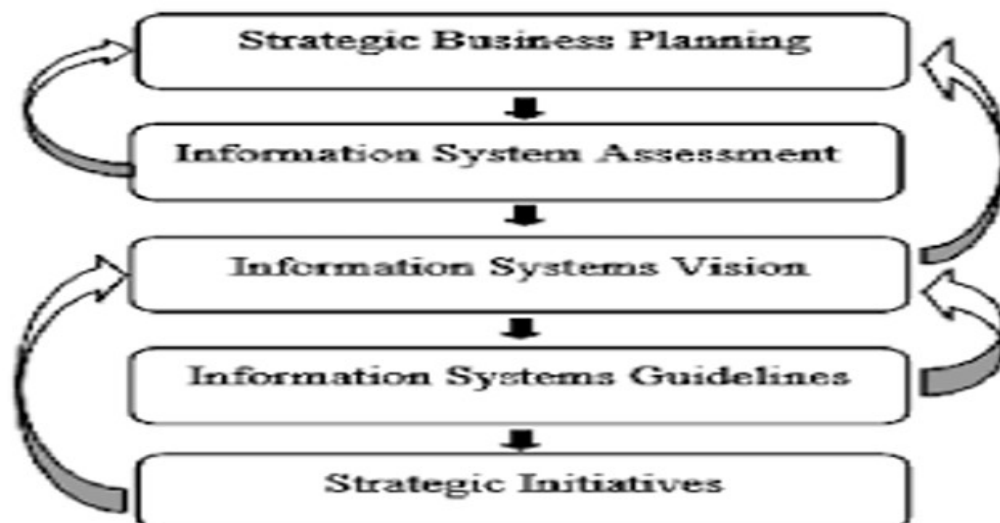 Strategic Business Planning
Information System Assessment
Information Systems Vision
Information Systems Guidelines
Strategic Initiatives